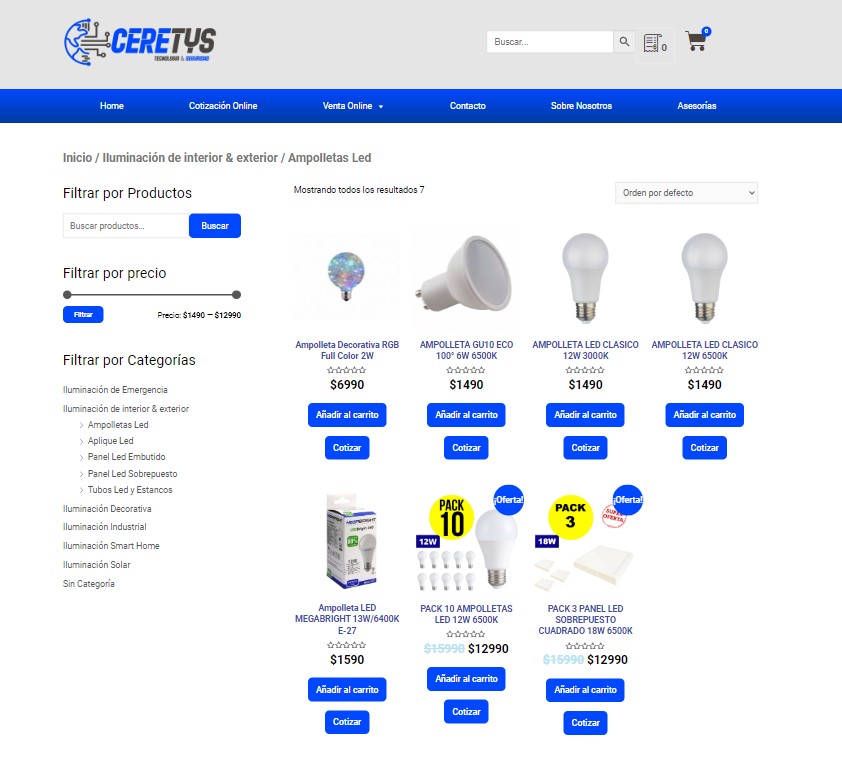 CERETYS
TECNOLOGIA & SEGURIDAD
Buscar...
0
0
Home
Cotización Online
Venta Online
Contacto
Sobre Nosotros
Asesorías
Inicio / Iluminación de interior & exterior / Ampolletas Led
Filtrar por Productos
Buscar productos...
Buscar
Filtrar por precio
Filtrar
Precio: $1490 — $12990
Filtrar por Categorías
Iluminación de Emergencia
Iluminación de interior & exterior
Ampolletas Led
Aplique Led
Panel Led Embutido
Panel Led Sobrepuesto
Tubos Led y Estancos
Iluminación Decorativa
Iluminación Industrial
Iluminación Smart Home
Iluminación Solar
Sin Categoría
Mostrando todos los resultados 7
Orden por defecto
Ampolleta Decorativa RGB
Full Color 2W
$6990
Añadir al carrito
Cotizar
AMPOLLETA GU10 ECO
100° 6W 6500K
$1490
Añadir al carrito
Cotizar
AMPOLLETA LED CLASICO
12W 3000K
$1490
Añadir al carrito
Cotizar
AMPOLLETA LED CLASICO
12W 6500K
$1490
Añadir al carrito
Cotizar
MEGABRIGHT
Ampolleta LED
MEGABRIGHT 13W/6400K
E-27
$1590
Añadir al carrito
Cotizar
PACK
10
¡Oferta!
12W
PACK 10 AMPOLLETAS
LED 12W 6500K
$15990 $12990
Añadir al carrito
Cotizar
PACK
3
¡Oferta!
SUPER
OFERTA!
18W
PACK 3 PANEL LED
SOBREPUESTO
CUADRADO 18W 6500K
$15990 $12990
Añadir al carrito
Cotizar